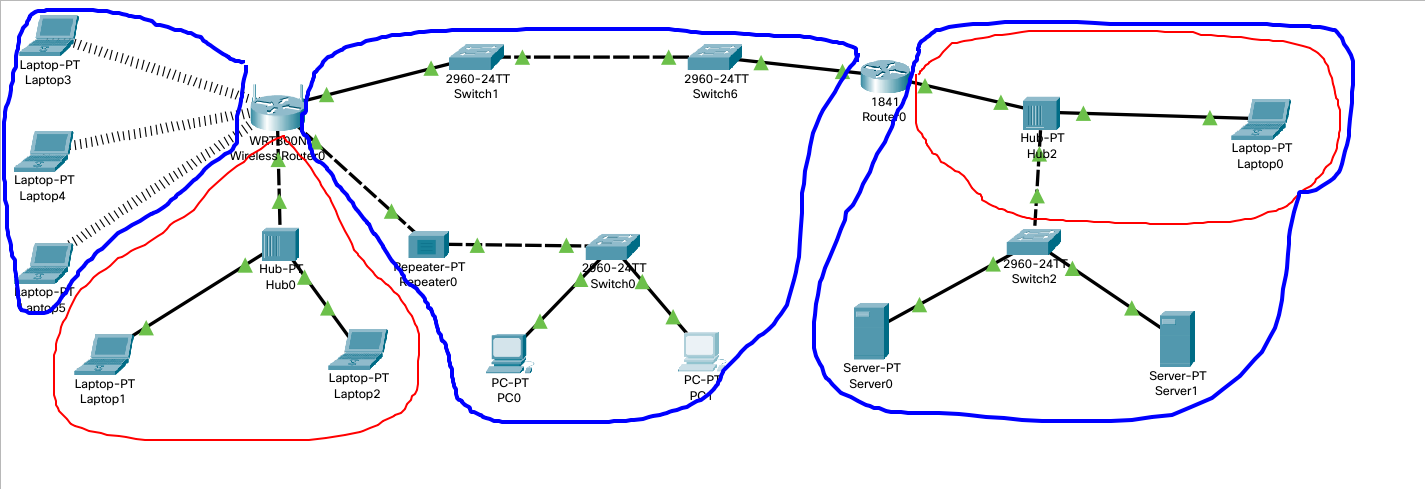 Laptop-PT
Laptop3
2960-24TT
Switch1
2960-24TT
Switch6
1841
Router0
Hub-PT
Hub2
Laptop-PT
Laptop0
WRT300N
Wireless Router0
Laptop-PT
Laptop4
Hub-PT
Hub0
Repeater-PT
Repeater0
2960-24TT
Switch0
2960-24TT
Switch2
Laptop-PT
Laptop5
Laptop-PT
Laptop1
Laptop-PT
Laptop2
PC-PT
PC0
PC-PT
PC1
Server-PT
Server0
Server-PT
Server1